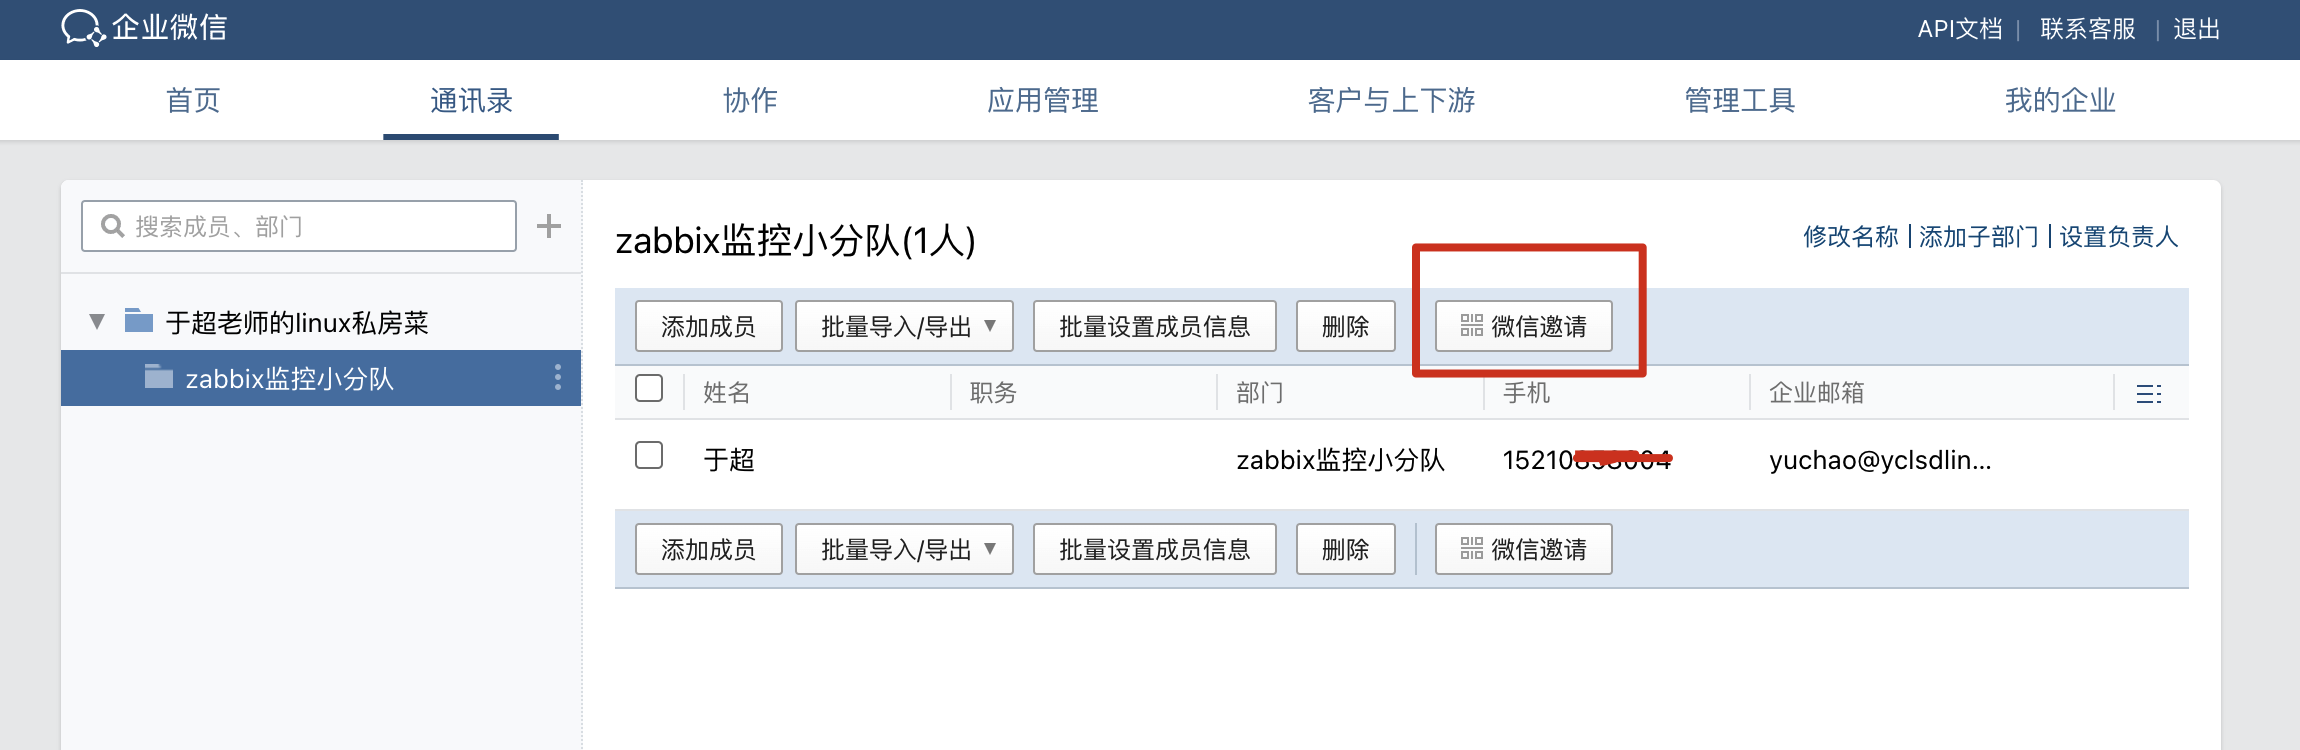 企业微信
API文档 | 联系客服 | 退出
首页 通讯录 协作 应用管理 客户与上下游 管理工具 我的企业
搜索成员、部门
于超老师的linux私房菜
zabbix监控小分队
zabbix监控小分队(1人)
修改名称 | 添加子部门 | 设置负责人
添加成员 批量导入/导出 批量设置成员信息 删除 微信邀请
姓名 职务 部门 手机 企业邮箱
于超 zabbix监控小分队 15210 yuchao@yclsdlin...
添加成员 批量导入/导出 批量设置成员信息 删除 微信邀请